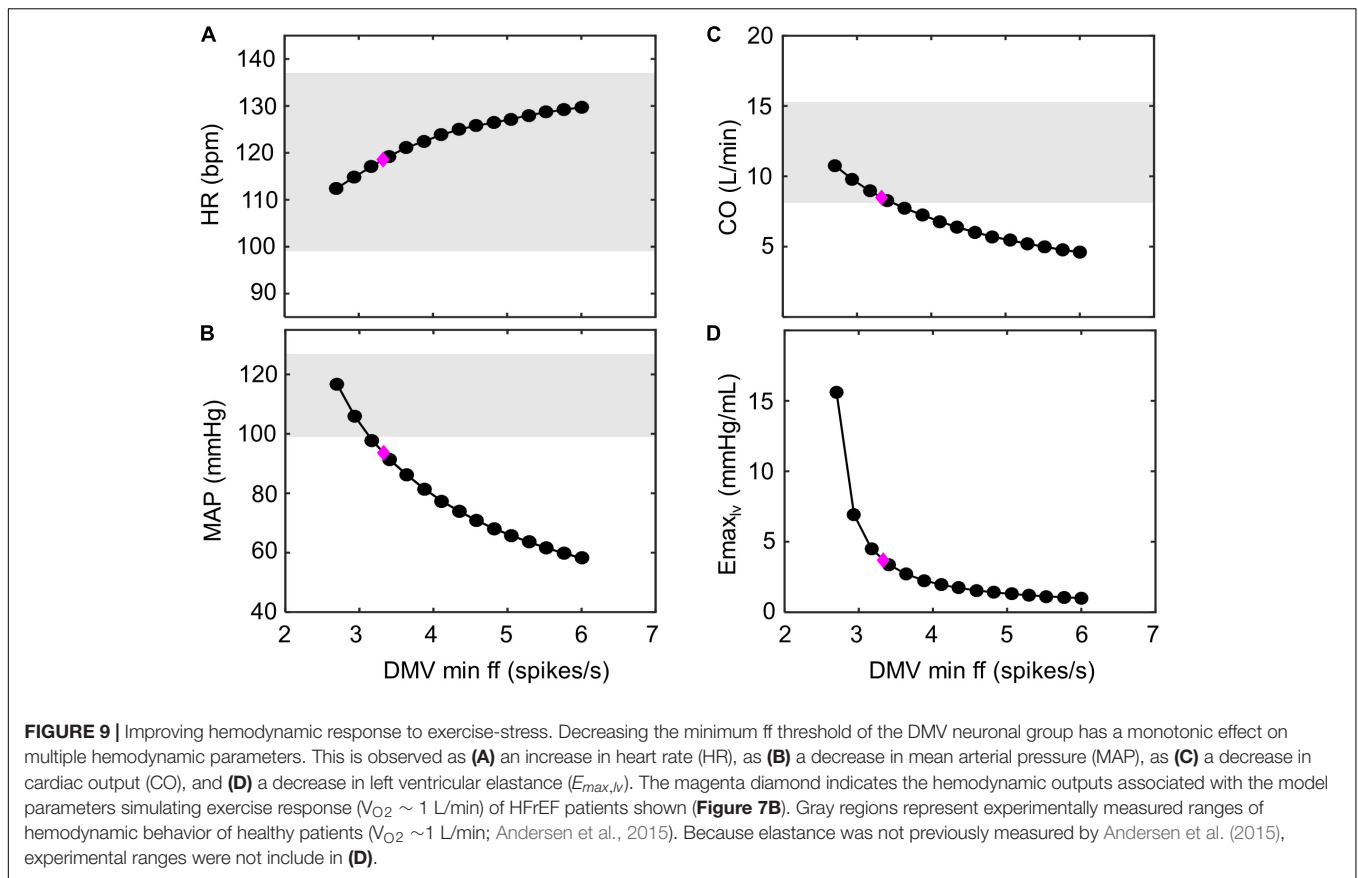 A
140
130
120
110
100
90
HR (bpm)
B
120
100
80
60
40
MAP (mmHg)
2 3 4 5 6 7
DMV min ff (spikes/s)
C
20
15
10
5
CO (L/min)
D
15
10
5
0
Emaxlv (mmHg/mL)
2 3 4 5 6 7
DMV min ff (spikes/s)
FIGURE 9 | Improving hemodynamic response to exercise-stress. Decreasing the minimum ff threshold of the DMV neuronal group has a monotonic effect on
multiple hemodynamic parameters. This is observed as (A) an increase in heart rate (HR), as (B) a decrease in mean arterial pressure (MAP), as (C) a decrease in
cardiac output (CO), and (D) a decrease in left ventricular elastance (Emax,lv). The magenta diamond indicates the hemodynamic outputs associated with the model
parameters simulating exercise response (VO2 ∼ 1 L/min) of HFrEF patients shown (Figure 7B). Gray regions represent experimentally measured ranges of
hemodynamic behavior of healthy patients (VO2 ∼1 L/min; Andersen et al., 2015). Because elastance was not previously measured by Andersen et al. (2015),
experimental ranges were not include in (D).